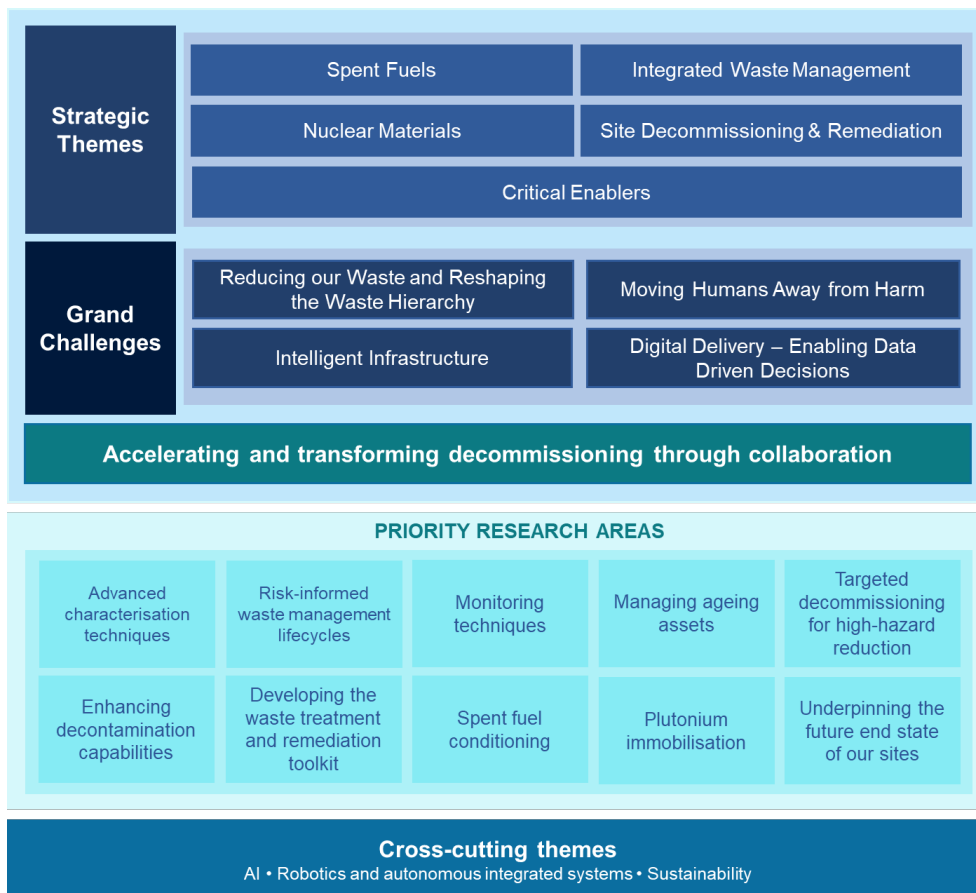 Strategic
Themes
Spent Fuels
Integrated Waste Management
Nuclear Materials
Site Decommissioning & Remediation
Critical Enablers
Grand
Challenges
Reducing our Waste and Reshaping
the Waste Hierarchy
Moving Humans Away from Harm
Intelligent Infrastructure
Digital Delivery – Enabling Data
Driven Decisions
Accelerating and transforming decommissioning through collaboration
PRIORITY RESEARCH AREAS
Advanced
characterisation
techniques
Risk-informed
waste management
lifecycles
Monitoring
techniques
Managing ageing
assets
Targeted
decommissioning
for high-hazard
reduction
Enhancing
decontamination
capabilities
Developing the
waste treatment
and remediation
toolkit
Spent fuel
conditioning
Plutonium
immobilisation
Underpinning the
future end state
of our sites
Cross-cutting themes
AI • Robotics and autonomous integrated systems • Sustainability